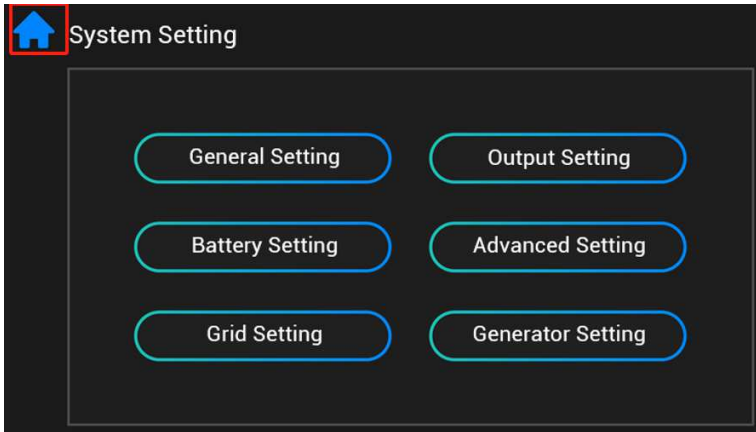 System Setting
General Setting
Output Setting
Battery Setting
Advanced Setting
Grid Setting
Generator Setting